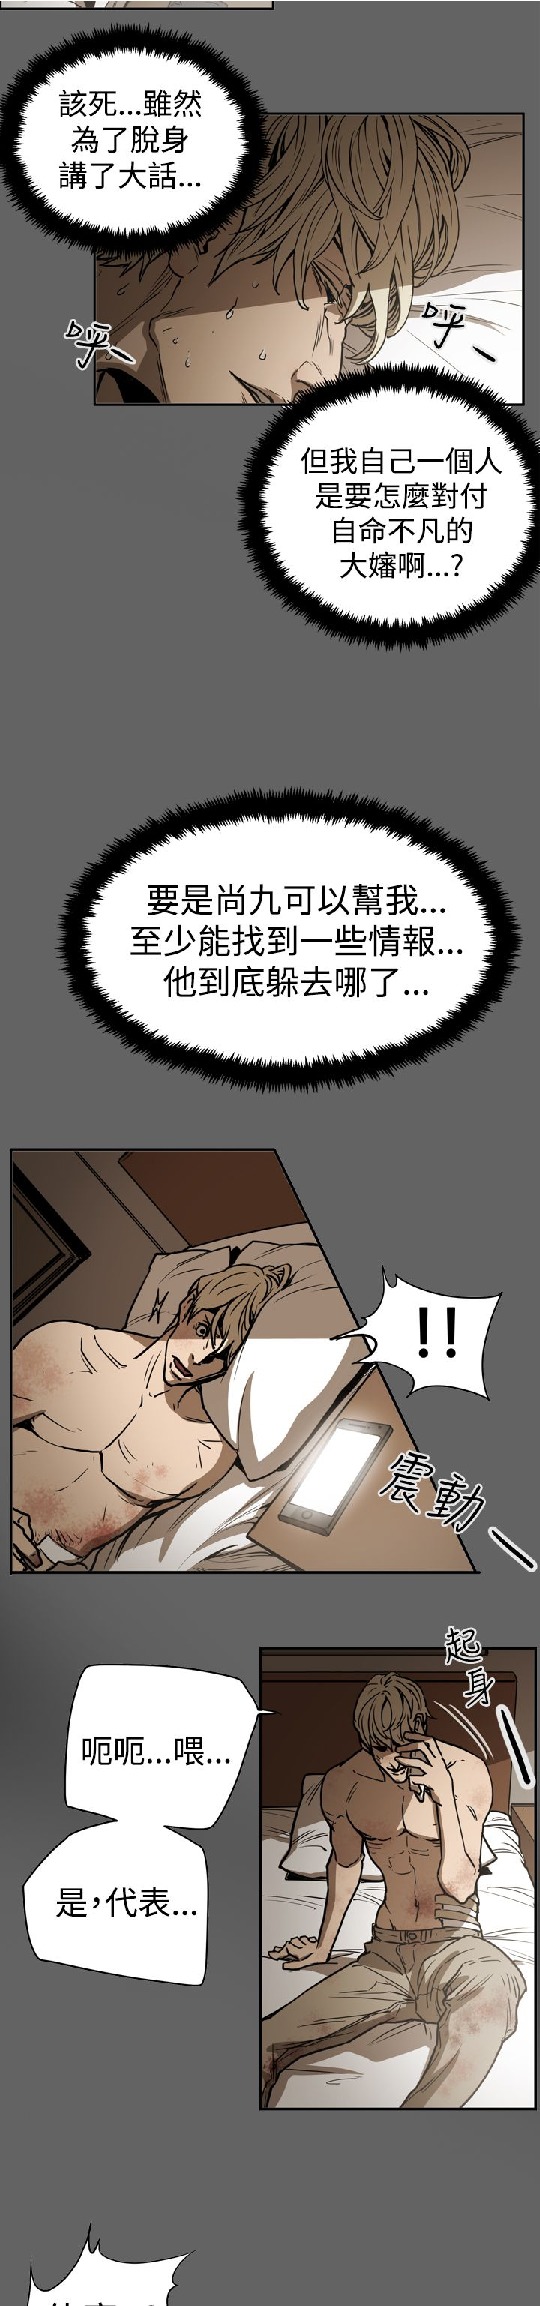 該死...雖然
為了脫身
講了大話...
呼一
呼一
但我自己一個人
是要怎麼對付
自命不凡的
大嬸啊...?
要是尚九可以幫我...
至少能找到一些情報...
他到底躲去哪了...
!!
震動一
起身
呃呃...喂...
是,代表...